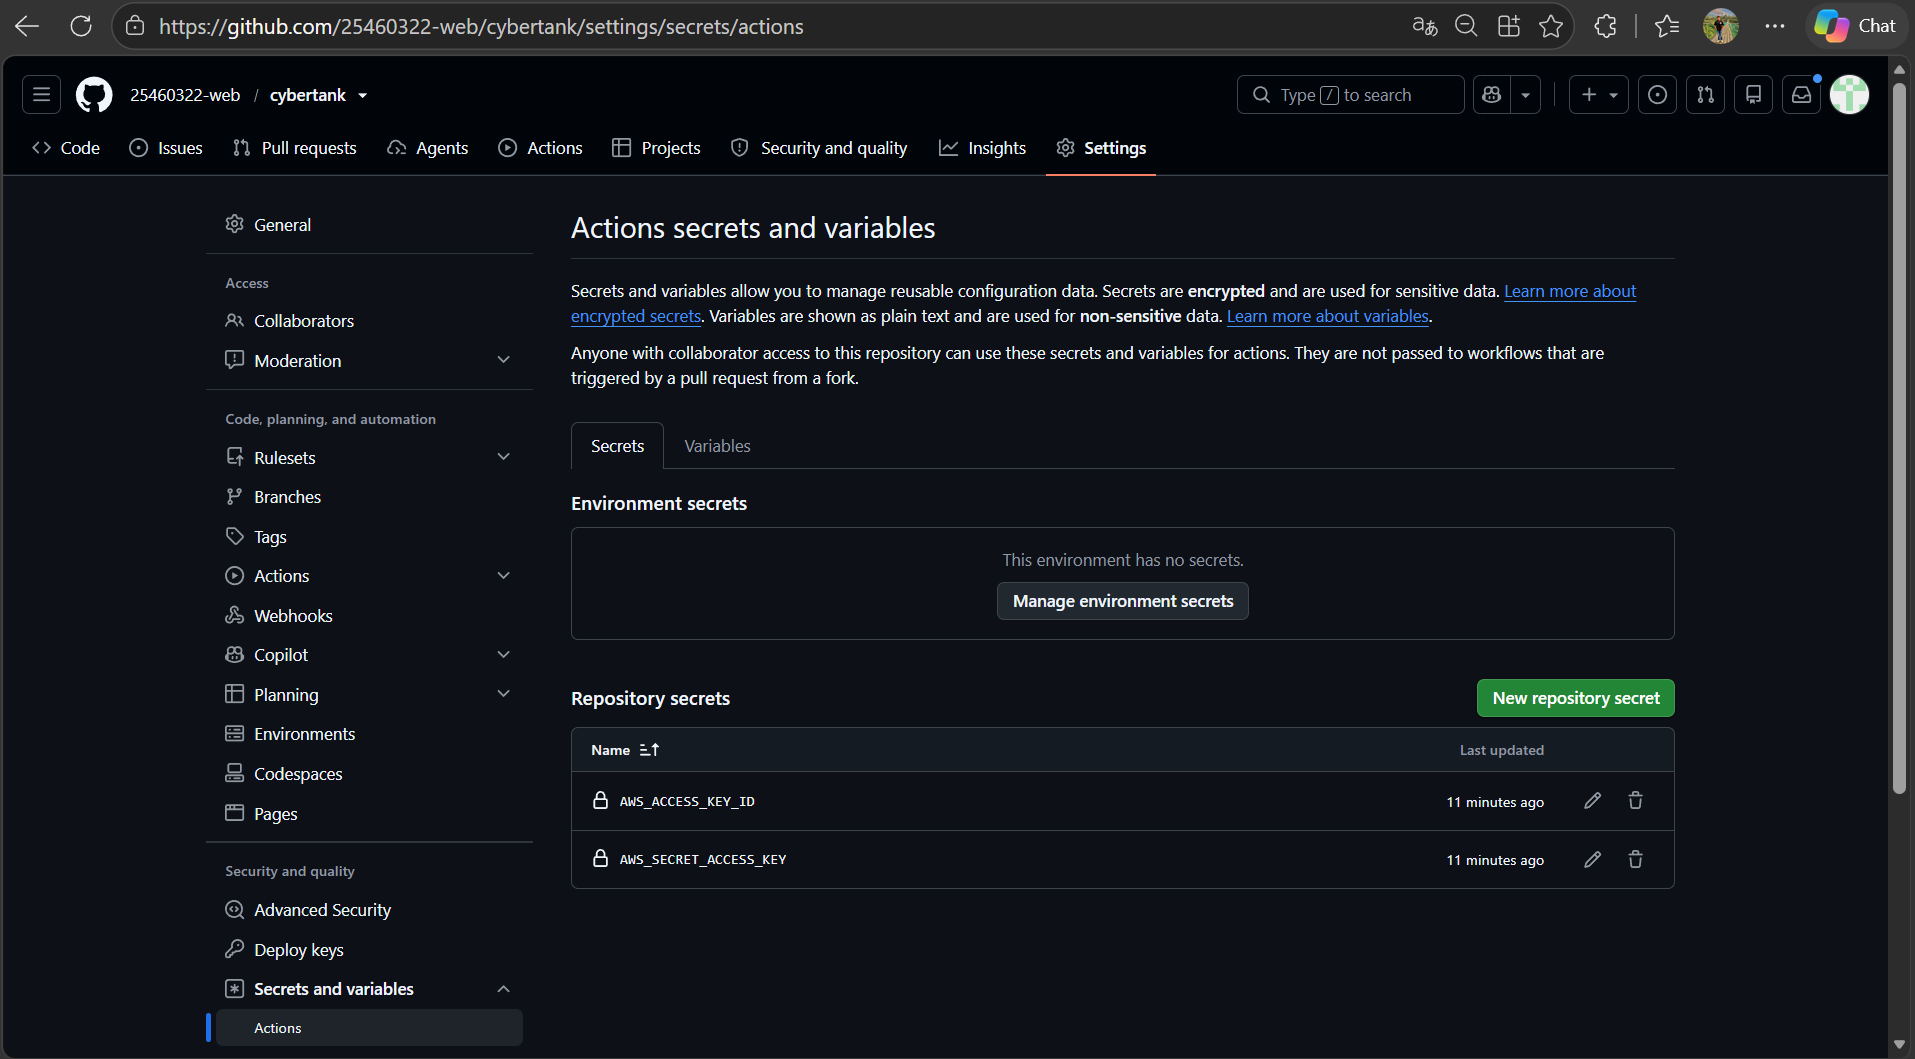 https://github.com/25460322-web/cybertank/settings/secrets/actions
Chat
25460322-web / cybertank
Type / to search
Code
Issues
Pull requests
Agents
Actions
Projects
Security and quality
Insights
Settings
General
Access
Collaborators
Moderation
Code, planning, and automation
Rulesets
Branches
Tags
Actions
Webhooks
Copilot
Planning
Environments
Codespaces
Pages
Security and quality
Advanced Security
Deploy keys
Secrets and variables
Actions
Actions secrets and variables
Secrets and variables allow you to manage reusable configuration data. Secrets are encrypted and are used for sensitive data. Learn more about
encrypted secrets. Variables are shown as plain text and are used for non-sensitive data. Learn more about variables.
Anyone with collaborator access to this repository can use these secrets and variables for actions. They are not passed to workflows that are
triggered by a pull request from a fork.
Secrets
Variables
Environment secrets
This environment has no secrets.
Manage environment secrets
Repository secrets
New repository secret
Name
Last updated
AWS_ACCESS_KEY_ID
11 minutes ago
AWS_SECRET_ACCESS_KEY
11 minutes ago